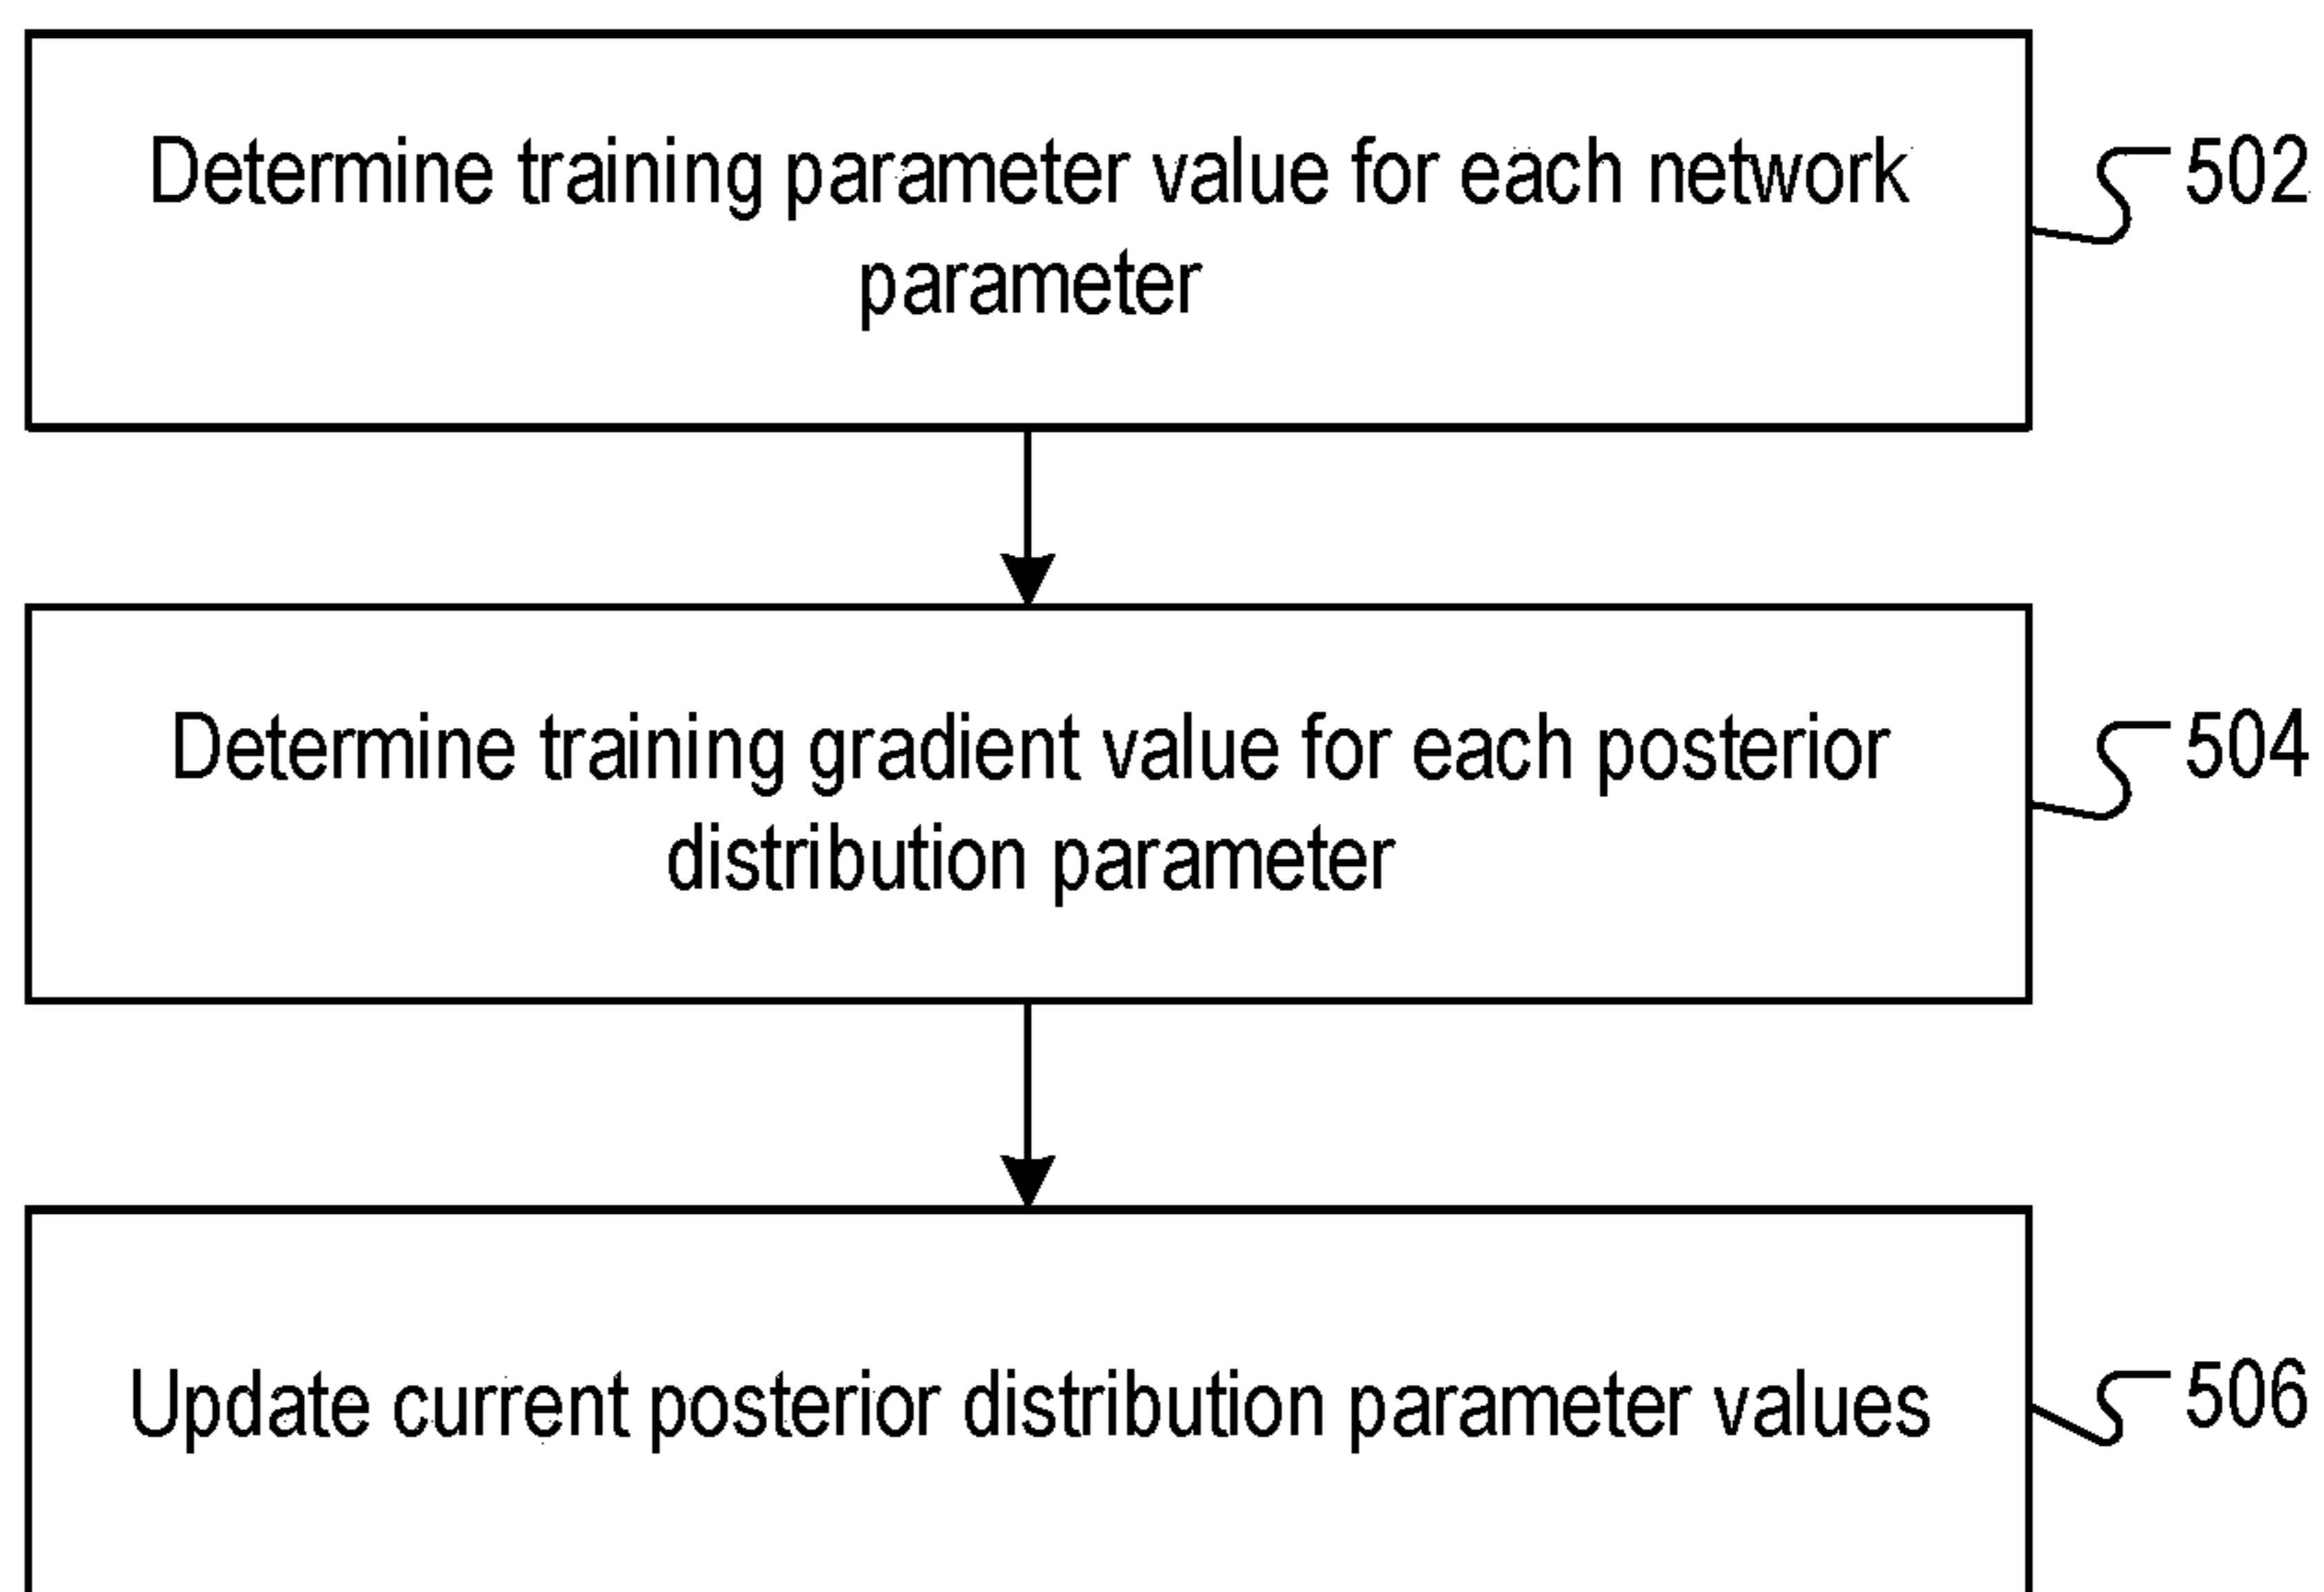 Determine training parameter value for each network
parameter
502
Determine training gradient value for each posterior
distribution parameter
504
Update current posterior distribution parameter values
506